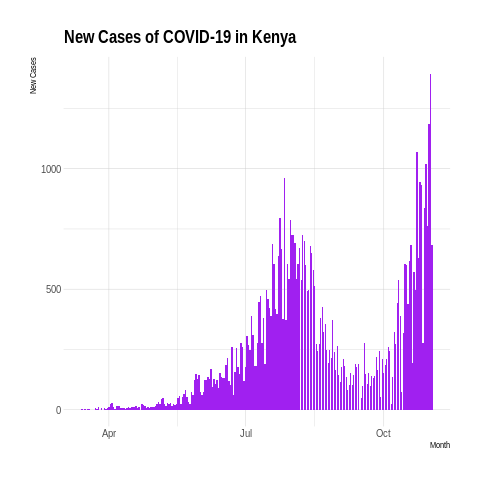 New Cases of COVID-19 in Kenya
New Cases
1000
500
0
Apr
Jul
Oct
Month